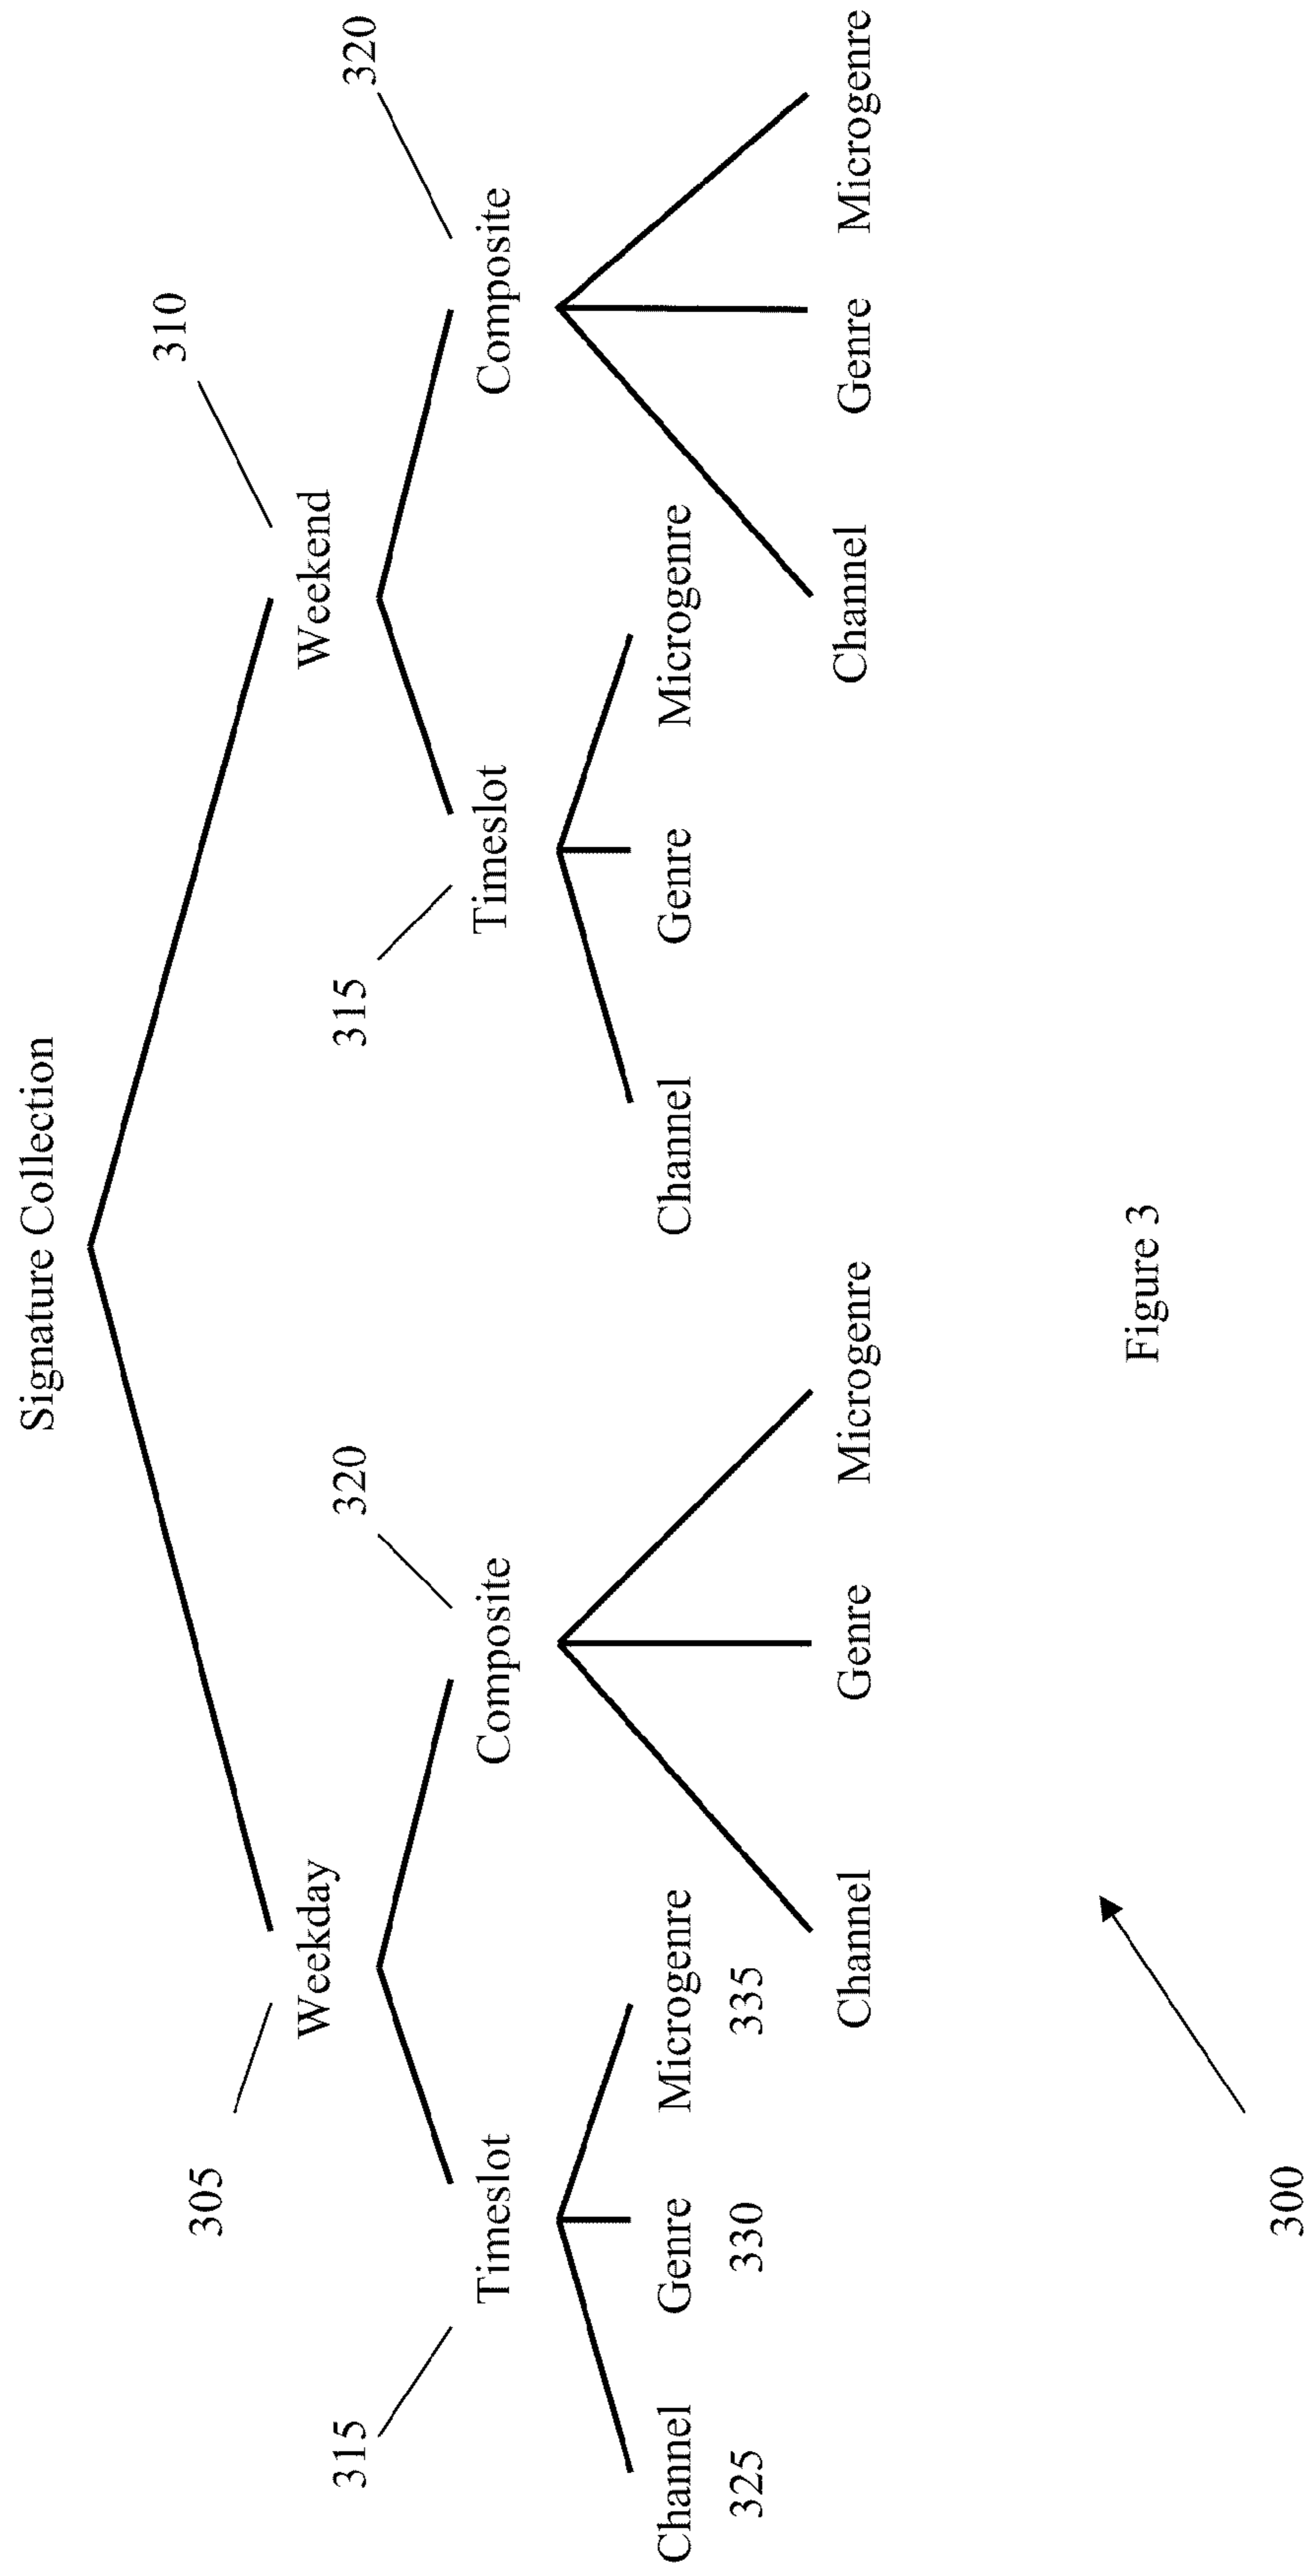 Signature Collection
305
310
Weekday
Weekend
315
320
315
320
Timeslot
Composite
Timeslot
Composite
Channel
Genre
Microgenre
Channel
Genre
Microgenre
325
330
335
Channel
Genre
Microgenre
Channel
Genre
Microgenre
Figure 3
300